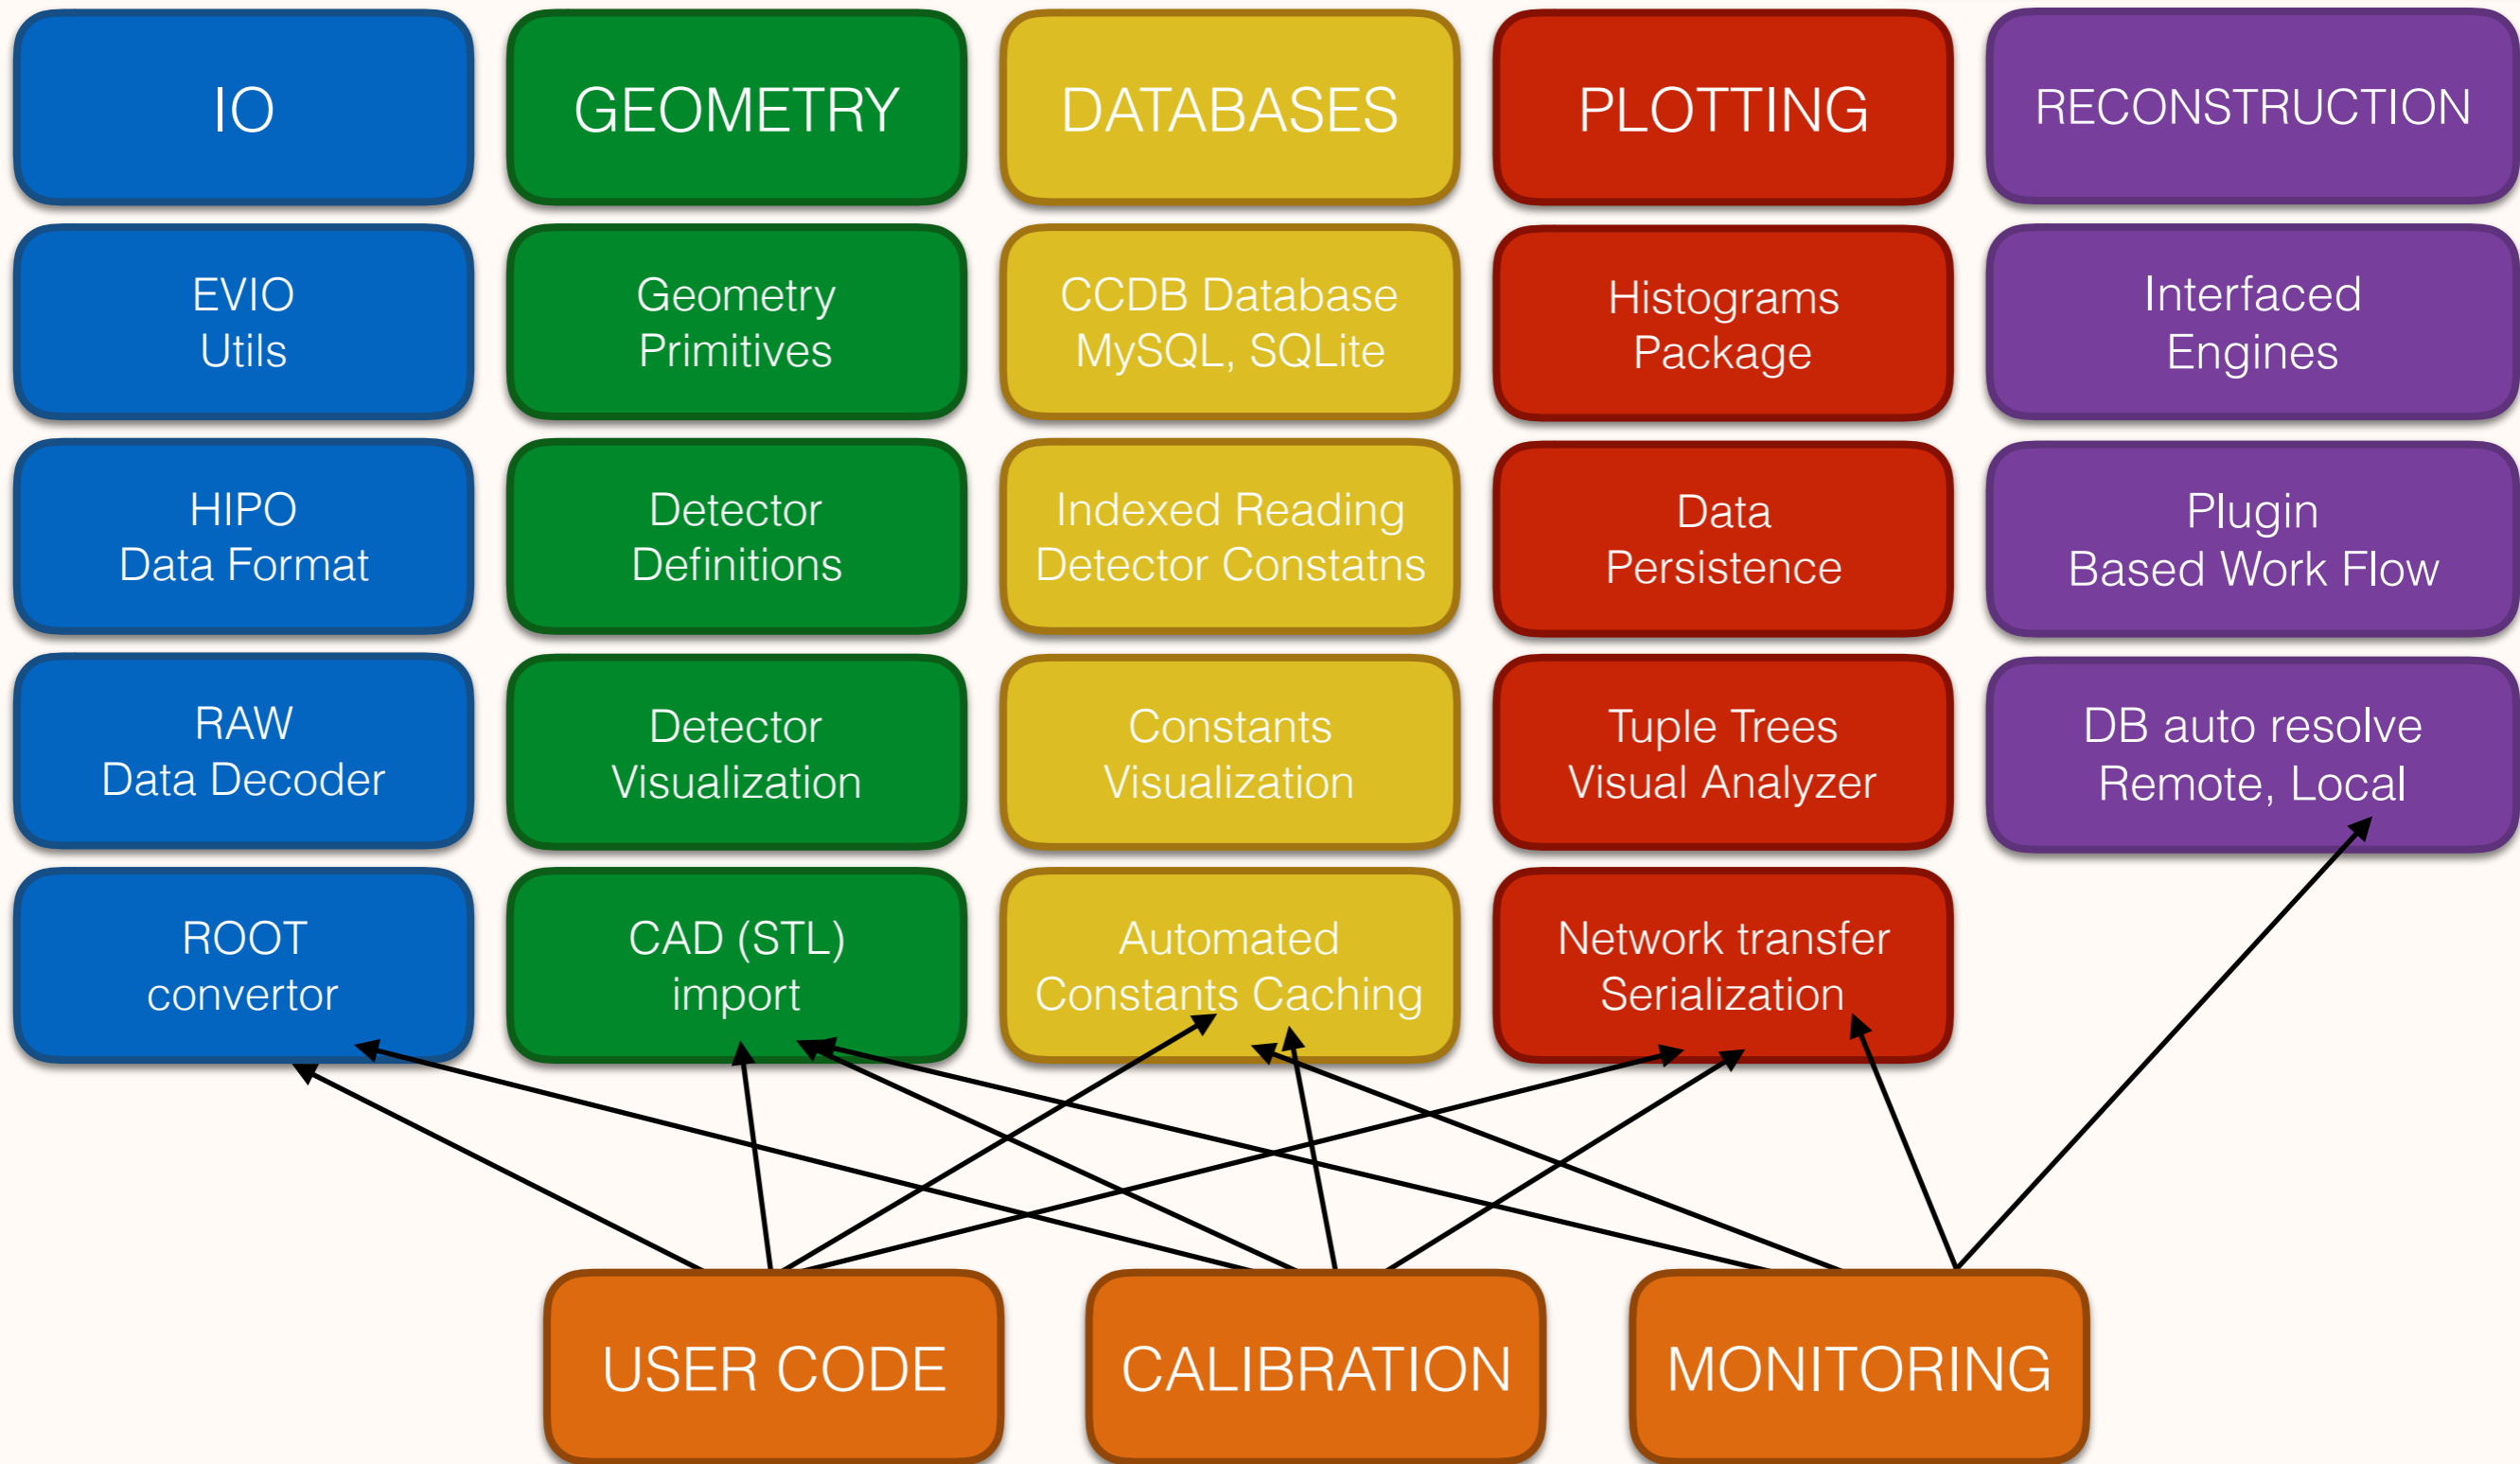 IO
GEOMETRY
DATABASES
PLOTTING
RECONSTRUCTION
EVIO
Utils
Geometry
Primitives
CCDB Database
MySQL, SQLite
Histograms
Package
Interfaced
Engines
HIPO
Data Format
Detector
Definitions
Indexed Reading
Detector Constatns
Data
Persistence
Plugin
Based Work Flow
RAW
Data Decoder
Detector
Visualization
Constants
Visualization
Tuple Trees
Visual Analyzer
DB auto resolve
Remote, Local
ROOT
convertor
CAD (STL)
import
Automated
Constants Caching
Network transfer
Serialization
USER CODE
CALIBRATION
MONITORING